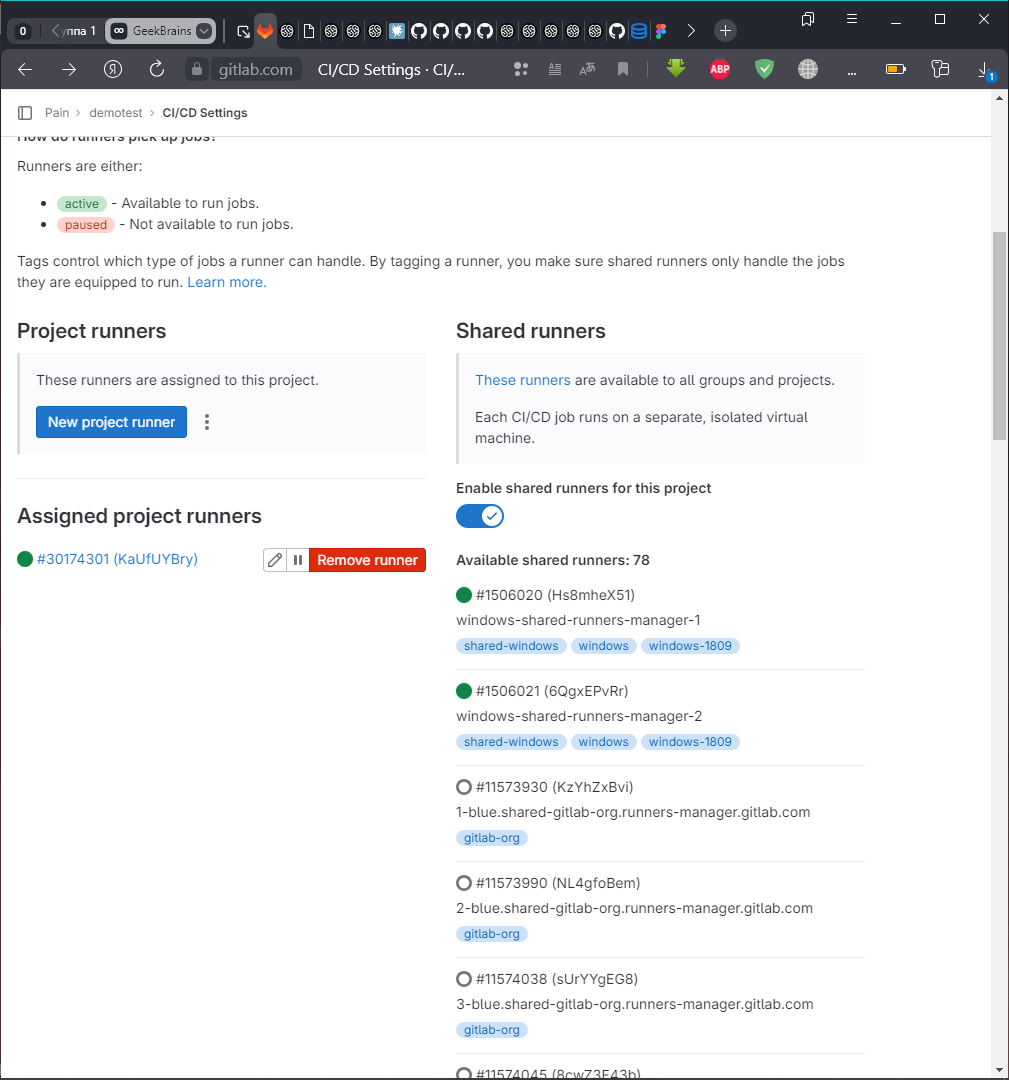 0
уппа 1
GeekBrains
gitlab.com
CI/CD Settings · CI/...
ABP
...
1
Pain › demotest › CI/CD Settings
How do runners pick up jobs?
Runners are either:
• active - Available to run jobs.
• paused - Not available to run jobs.
Tags control which type of jobs a runner can handle. By tagging a runner, you make sure shared runners only handle the jobs
they are equipped to run. Learn more.
Project runners
These runners are assigned to this project.
New project runner
Assigned project runners
#30174301 (KaUfUYBry)
Remove runner
Shared runners
These runners are available to all groups and projects.
Each CI/CD job runs on a separate, isolated virtual
machine.
Enable shared runners for this project
Available shared runners: 78
#1506020 (Hs8mheX51)
windows-shared-runners-manager-1
shared-windows windows windows-1809
#1506021 (6QgxEPvRr)
windows-shared-runners-manager-2
shared-windows windows windows-1809
#11573930 (KzYhZxBvi)
1-blue.shared-gitlab-org.runners-manager.gitlab.com
gitlab-org
#11573990 (NL4gfoBem)
2-blue.shared-gitlab-org.runners-manager.gitlab.com
gitlab-org
#11574038 (sUrYYgEG8)
3-blue.shared-gitlab-org.runners-manager.gitlab.com
gitlab-org
#11574045 (8cwZ3E43b)